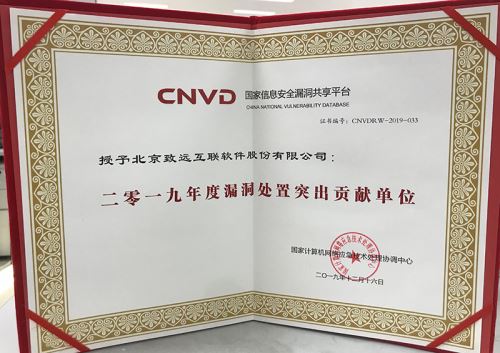 CNVD 国家信息安全漏洞共享平台
CHINA NATIONAL VULNERABILITY DATABASE
证书编号：CNVDRW-2019-033
授予北京致远互联软件股份有限公司：
二零一九年度漏洞处置突出贡献单位
国家计算机网络应急技术处理协调中心
二〇一九年十二月十六日